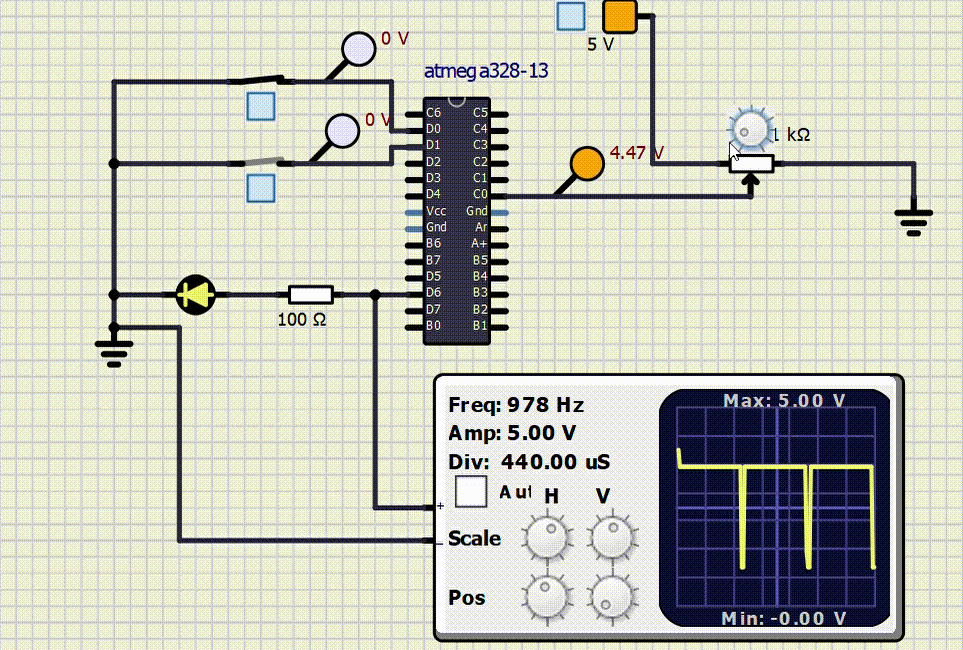 0 V
5 V
atmega328-13
0 V
1 kΩ
4.47 V
C6 C5
D0 C4
D1 C3
D2 C2
D3 C1
D4 C0
Vcc Gnd
Gnd Ar
B6 A+
B7 B5
D5 B4
D6 B3
D7 B2
B0 B1
100 Ω
Freq: 978 Hz
Amp: 5.00 V
Div: 440.00 uS
Aut H V
+
Scale
−
Pos
Max: 5.00 V
Min: -0.00 V